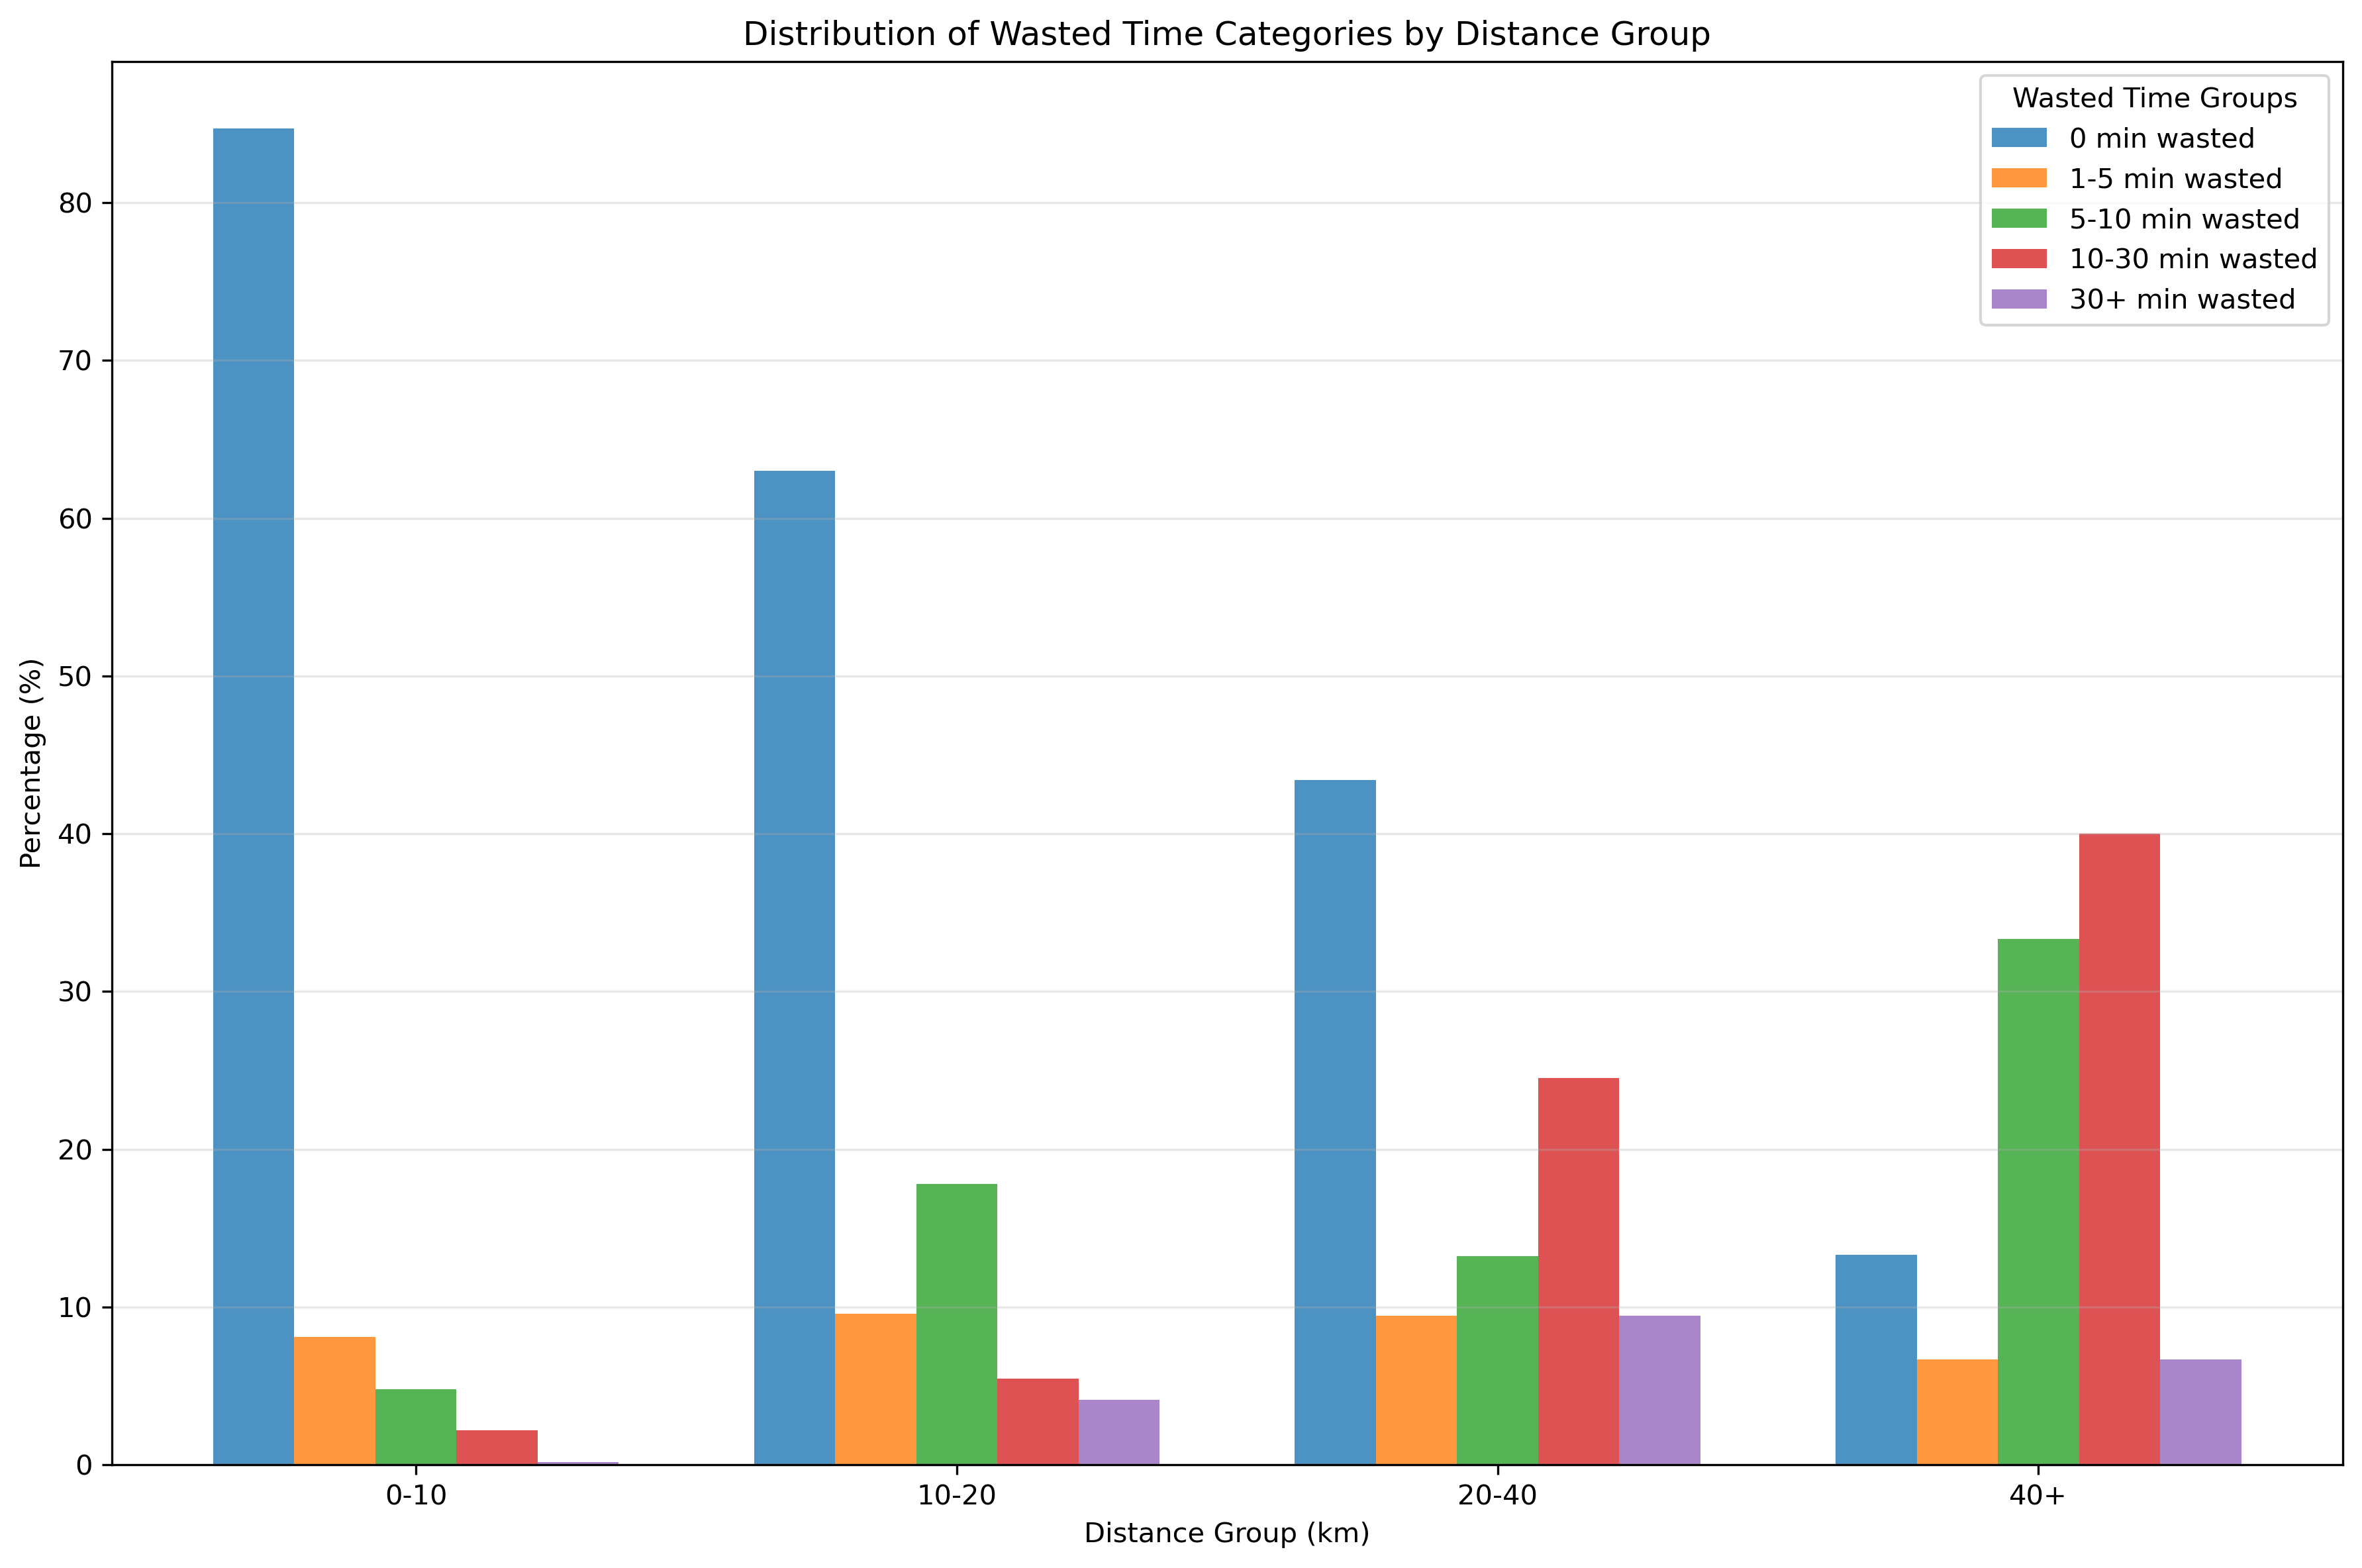 Distribution of Wasted Time Categories by Distance Group
Wasted Time Groups
0 min wasted
1-5 min wasted
5-10 min wasted
10-30 min wasted
30+ min wasted
Percentage (%)
80
70
60
50
40
30
20
10
0
0-10
10-20
20-40
40+
Distance Group (km)